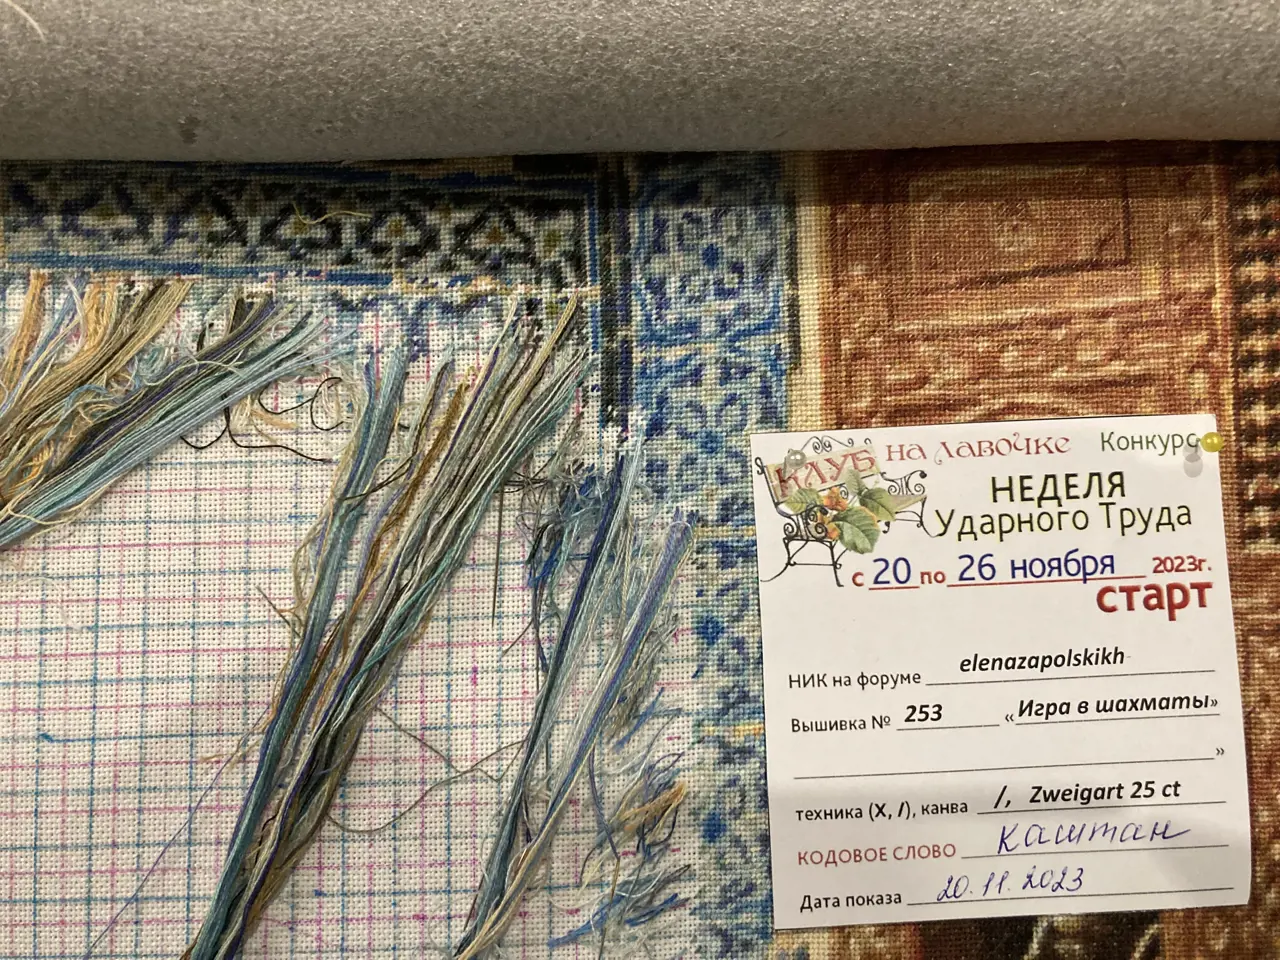 КЛУБ на лавочке Конкурс
НЕДЕЛЯ
Ударного Труда
с 20 по 26 ноября 2023г.
старт
НИК на форуме elenazapolskikh
Вышивка № 253 «Игра в шахматы»
»
техника (X, /), канва /, Zweigart 25 ct
КОДОВОЕ СЛОВО каштан
Дата показа 20.11.2023